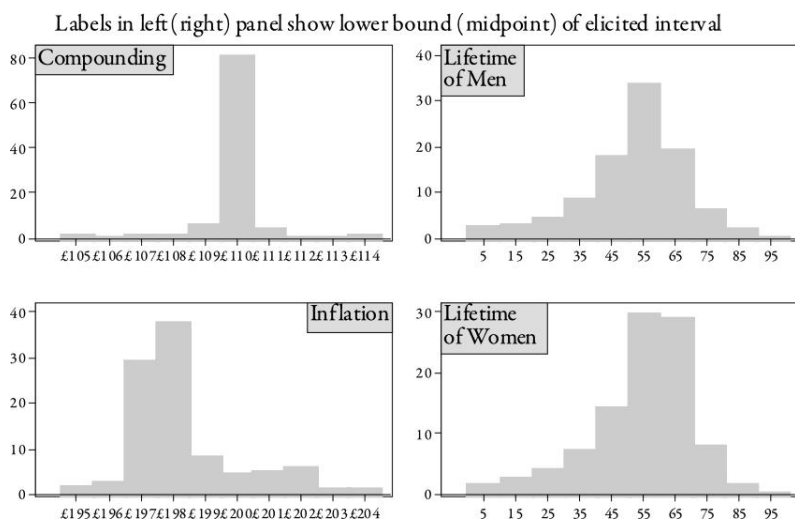 Labels in left (right) panel show lower bound (midpoint) of elicited interval
Compounding
80
60
40
20
0
£105 £106 £107 £108 £109 £110 £111 £112 £113 £114
Lifetime
of Men
40
30
20
10
0
5 15 25 35 45 55 65 75 85 95
Inflation
40
30
20
10
0
£195 £196 £197 £198 £199 £200 £201 £202 £203 £204
Lifetime
of Women
30
20
10
0
5 15 25 35 45 55 65 75 85 95